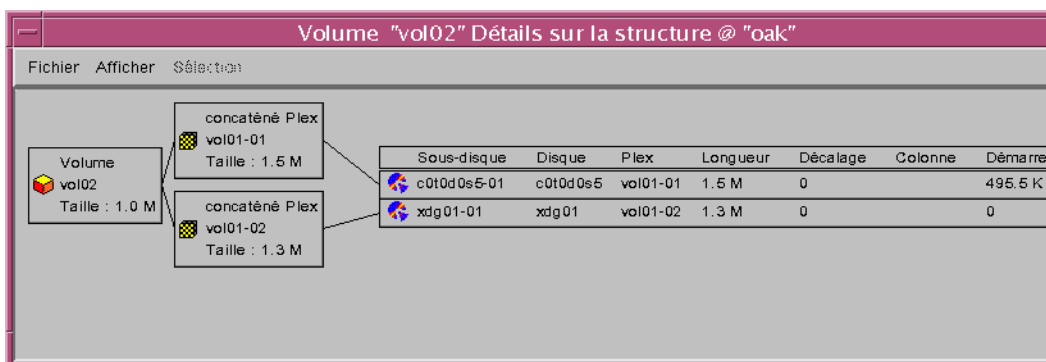 Volume "vol02" Détails sur la structure @ "oak"
Fichier Afficher Sélection
concaténé Plex
vol01-01
Taille : 1.5 M
Volume
vol02
Taille : 1.0 M
concaténé Plex
vol01-02
Taille : 1.3 M
Sous-disque Disque Plex Longueur Décalage Colonne Démarre
c0t0d0s5-01 c0t0d0s5 vol01-01 1.5 M 0 495.5 K
xdg01-01 xdg01 vol01-02 1.3 M 0 0